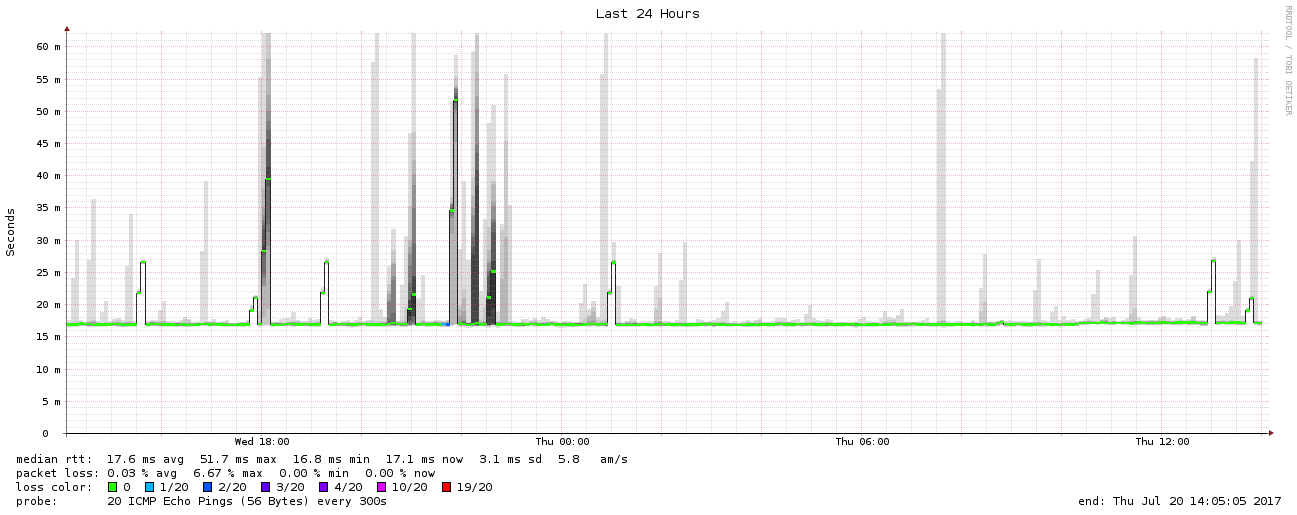 Last 24 Hours
RRDTOOL / TOBI OETIKER
60 m
55 m
50 m
45 m
40 m
35 m
30 m
25 m
20 m
15 m
10 m
5 m
0
Seconds
Wed 18:00 Thu 00:00 Thu 06:00 Thu 12:00
median rtt: 17.6 ms avg 51.7 ms max 16.8 ms min 17.1 ms now 3.1 ms sd 5.8 am/s
packet loss: 0.03 % avg 6.67 % max 0.00 % min 0.00 % now
loss color: 0 1/20 2/20 3/20 4/20 10/20 19/20
probe: 20 ICMP Echo Pings (56 Bytes) every 300s end: Thu Jul 20 14:05:05 2017